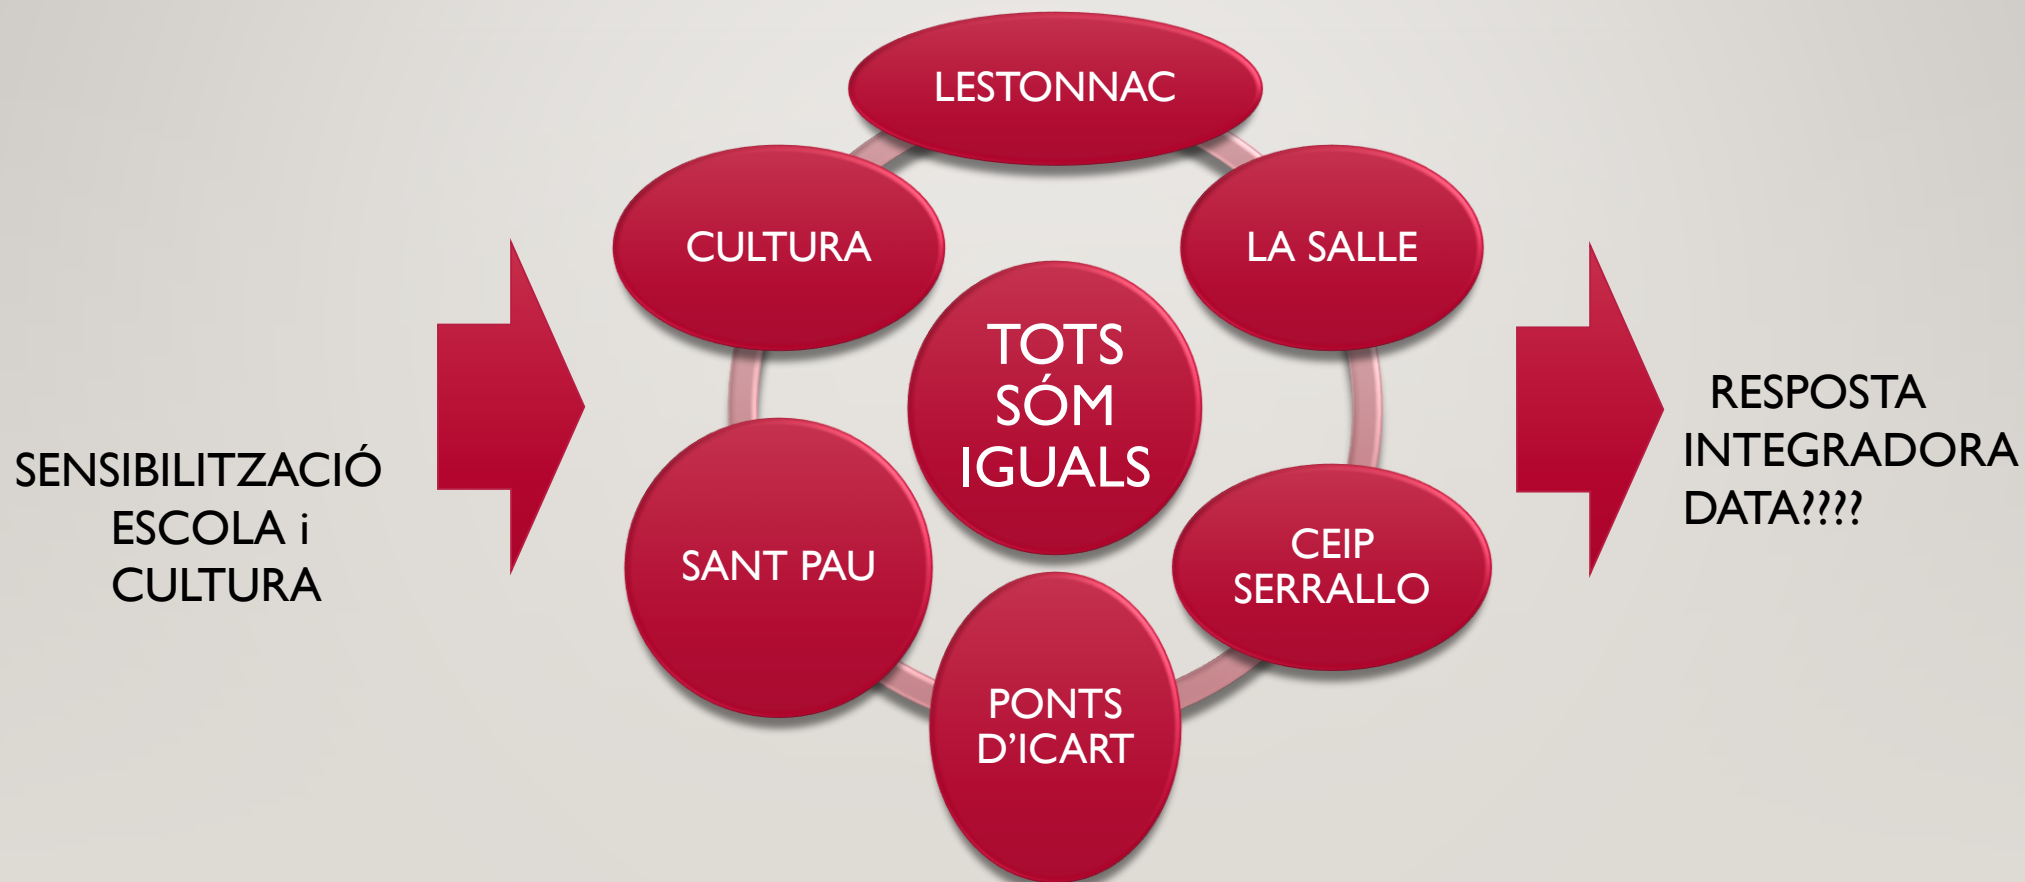 SENSIBILITZACIÓ
ESCOLA i
CULTURA
LESTONNAC
LA SALLE
CEIP
SERRALLO
PONTS
D’ICART
SANT PAU
CULTURA
TOTS
SÓM
IGUALS
RESPOSTA
INTEGRADORA
DATA????